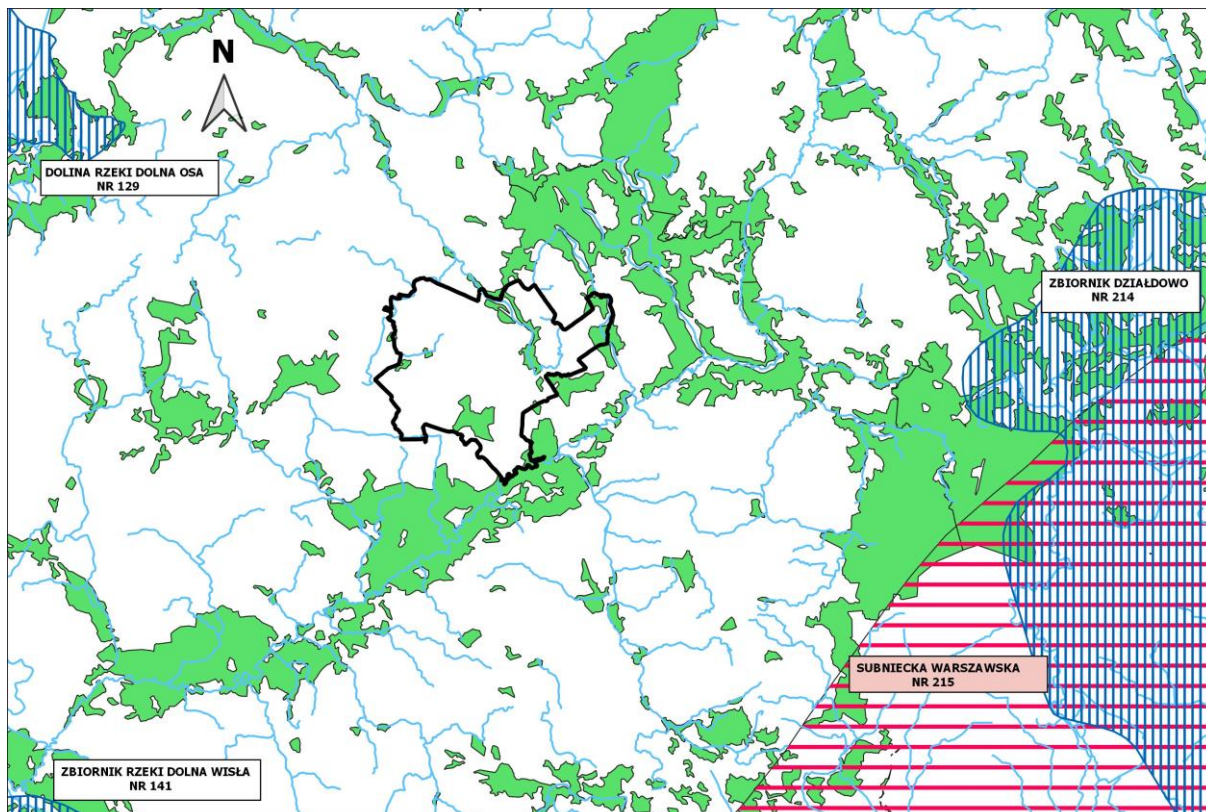 N
DOLINA RZEKI DOLNA OSA
NR 129
ZBIORNIK DZIAŁDOWO
NR 214
SUBNIECKA WARSZAWSKA
NR 215
ZBIORNIK RZEKI DOLNA WISŁA
NR 141